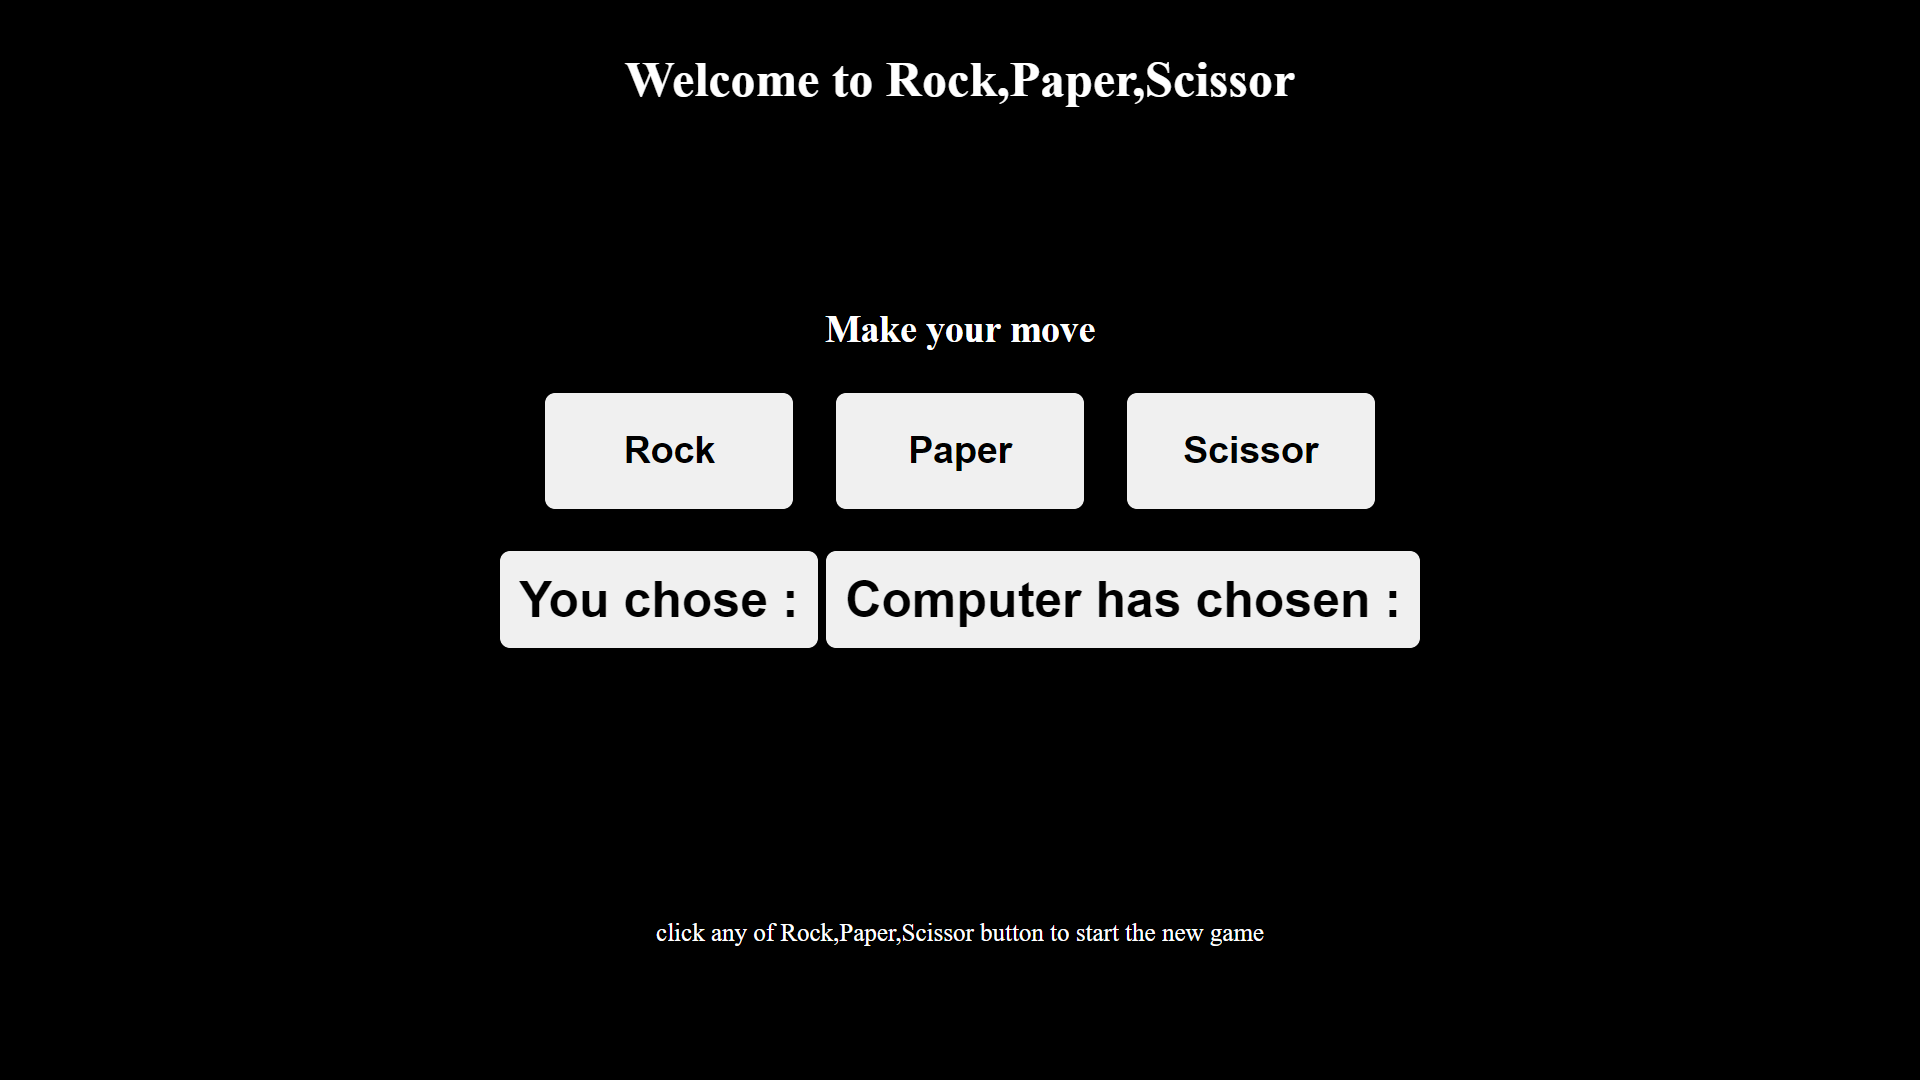 Welcome to Rock,Paper,Scissor
Make your move
Rock Paper Scissor
You chose : Computer has chosen :
click any of Rock,Paper,Scissor button to start the new game